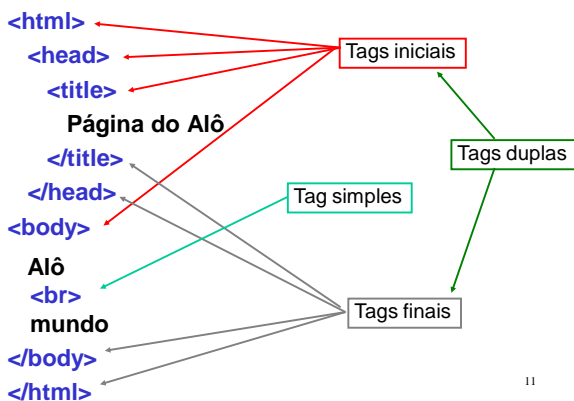 <html>
<head>
<title>
Página do Alô
</title>
</head>
<body>
Alô
<br>
mundo
</body>
</html>
Tags iniciais
Tags duplas
Tag simples
Tags finais
11